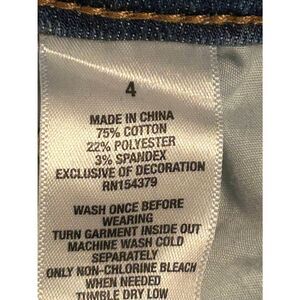 4
MADE IN CHINA
75% COTTON
22% POLYESTER
3% SPANDEX
EXCLUSIVE OF DECORATION
RN154379
WASH ONCE BEFORE
WEARING
TURN GARMENT INSIDE OUT
MACHINE WASH COLD
SEPARATELY
ONLY NON-CHLORINE BLEACH
WHEN NEEDED
TUMBLE DRY LOW